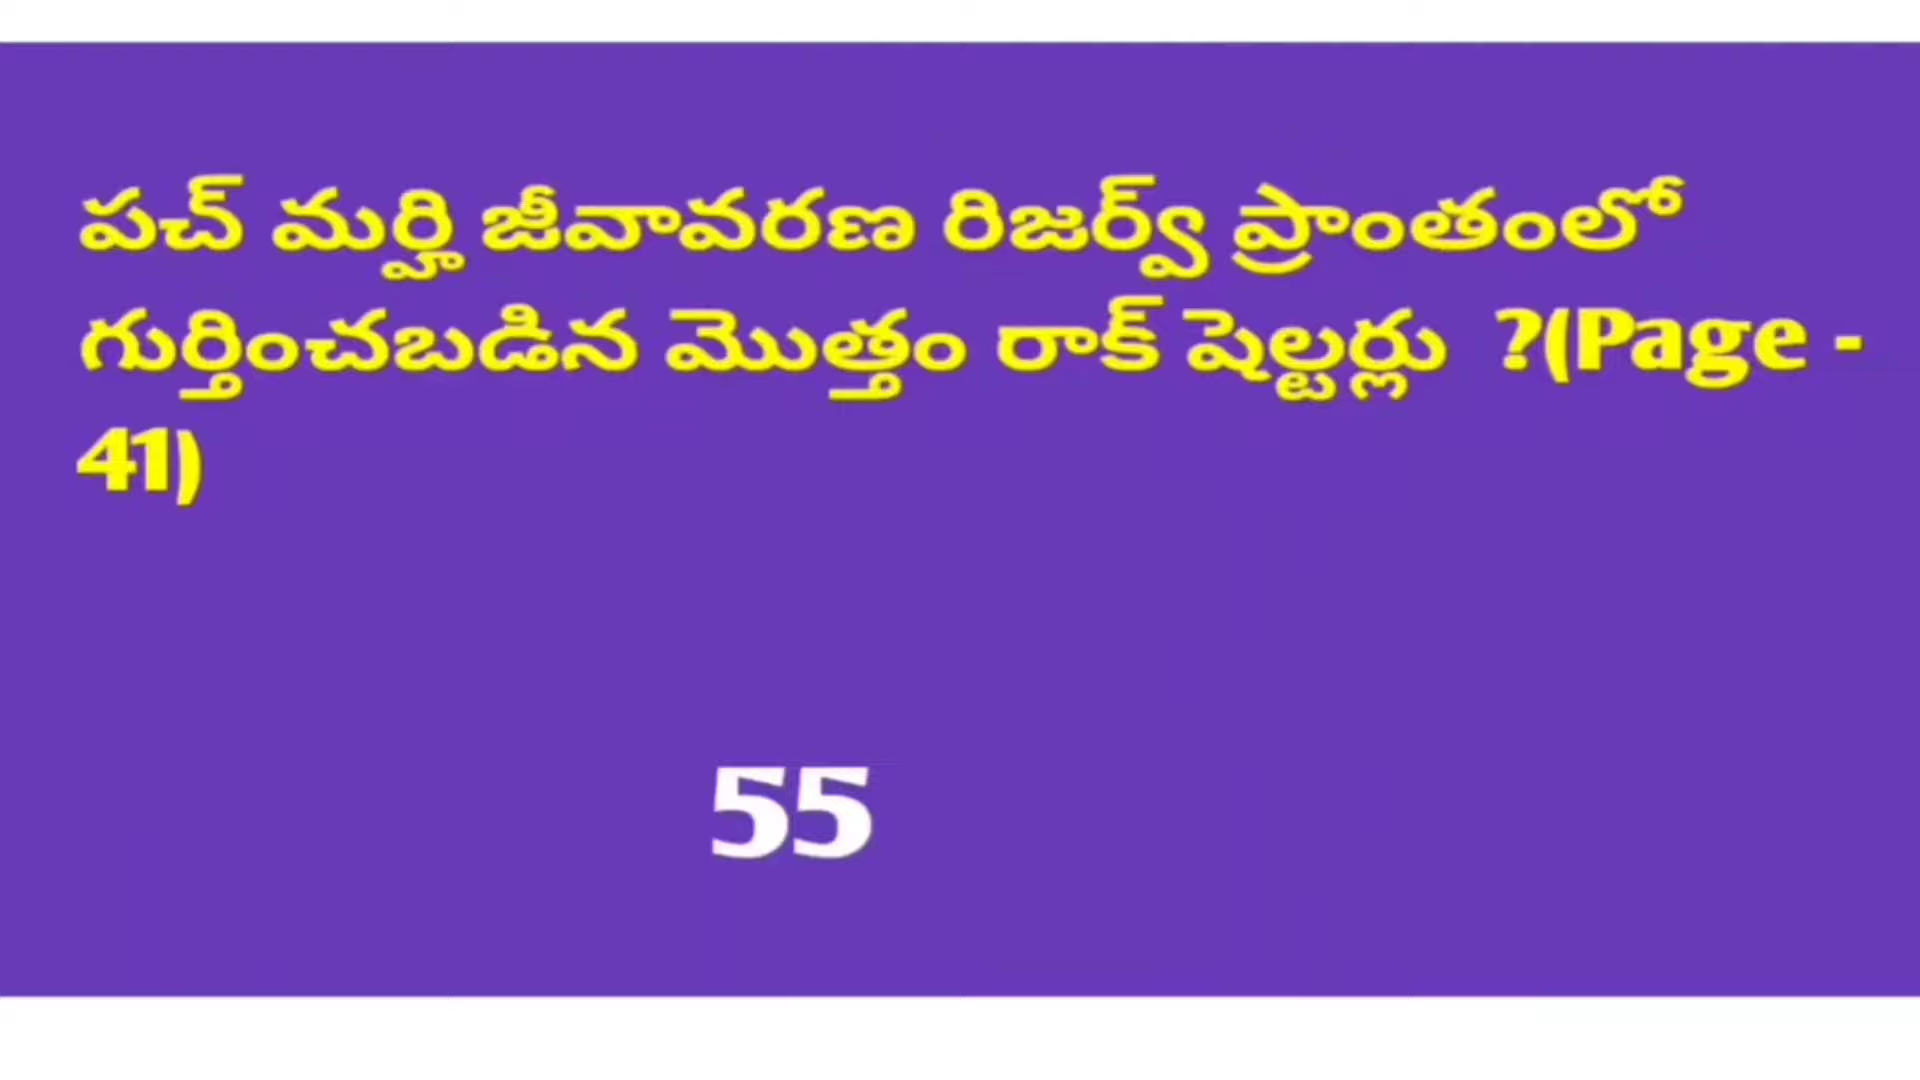 పచ్ మర్హి జీవావరణ రిజర్వ్ ప్రాంతంలో
గుర్తించబడిన మొత్తం రాక్ షెల్టర్లు ?(Page -
41)
55